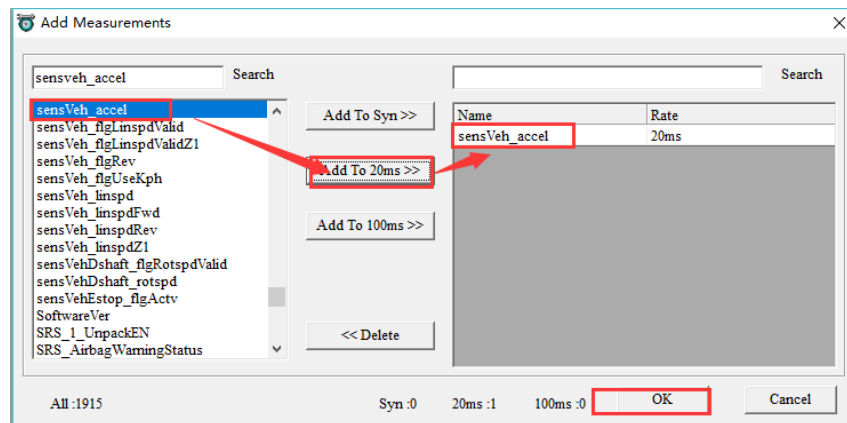 Add Measurements
sensveh_accel
Search
Search
sensVeh_accel
sensVeh_flgLinspdValid
sensVeh_flgLinspdValidZ1
sensVeh_flgRev
sensVeh_flgUseKph
sensVeh_linspd
sensVeh_linspdFwd
sensVeh_linspdRev
sensVeh_linspdZ1
sensVehDshaft_flgRotspdValid
sensVehDshaft_rotspd
sensVehEstop_flgActv
SoftwareVer
SRS_1_UnpackEN
SRS_AirbagWarningStatus
Add To Syn >>
Add To 20ms >>
Add To 100ms >>
<< Delete
Name Rate
sensVeh_accel 20ms
All :1915 Syn :0 20ms :1 100ms :0 OK Cancel